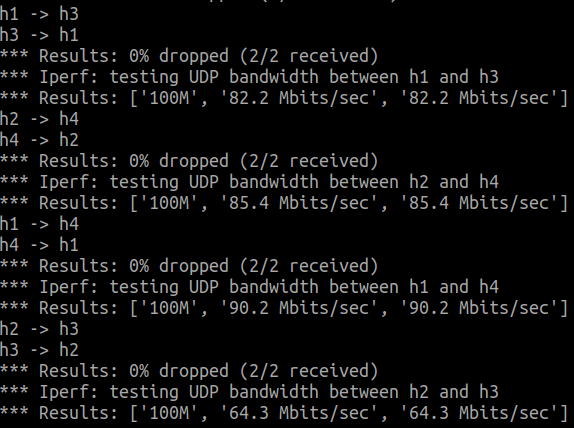 h1 -> h3
h3 -> h1
*** Results: 0% dropped (2/2 received)
*** Iperf: testing UDP bandwidth between h1 and h3
*** Results: ['100M', '82.2 Mbits/sec', '82.2 Mbits/sec']
h2 -> h4
h4 -> h2
*** Results: 0% dropped (2/2 received)
*** Iperf: testing UDP bandwidth between h2 and h4
*** Results: ['100M', '85.4 Mbits/sec', '85.4 Mbits/sec']
h1 -> h4
h4 -> h1
*** Results: 0% dropped (2/2 received)
*** Iperf: testing UDP bandwidth between h1 and h4
*** Results: ['100M', '90.2 Mbits/sec', '90.2 Mbits/sec']
h2 -> h3
h3 -> h2
*** Results: 0% dropped (2/2 received)
*** Iperf: testing UDP bandwidth between h2 and h3
*** Results: ['100M', '64.3 Mbits/sec', '64.3 Mbits/sec']